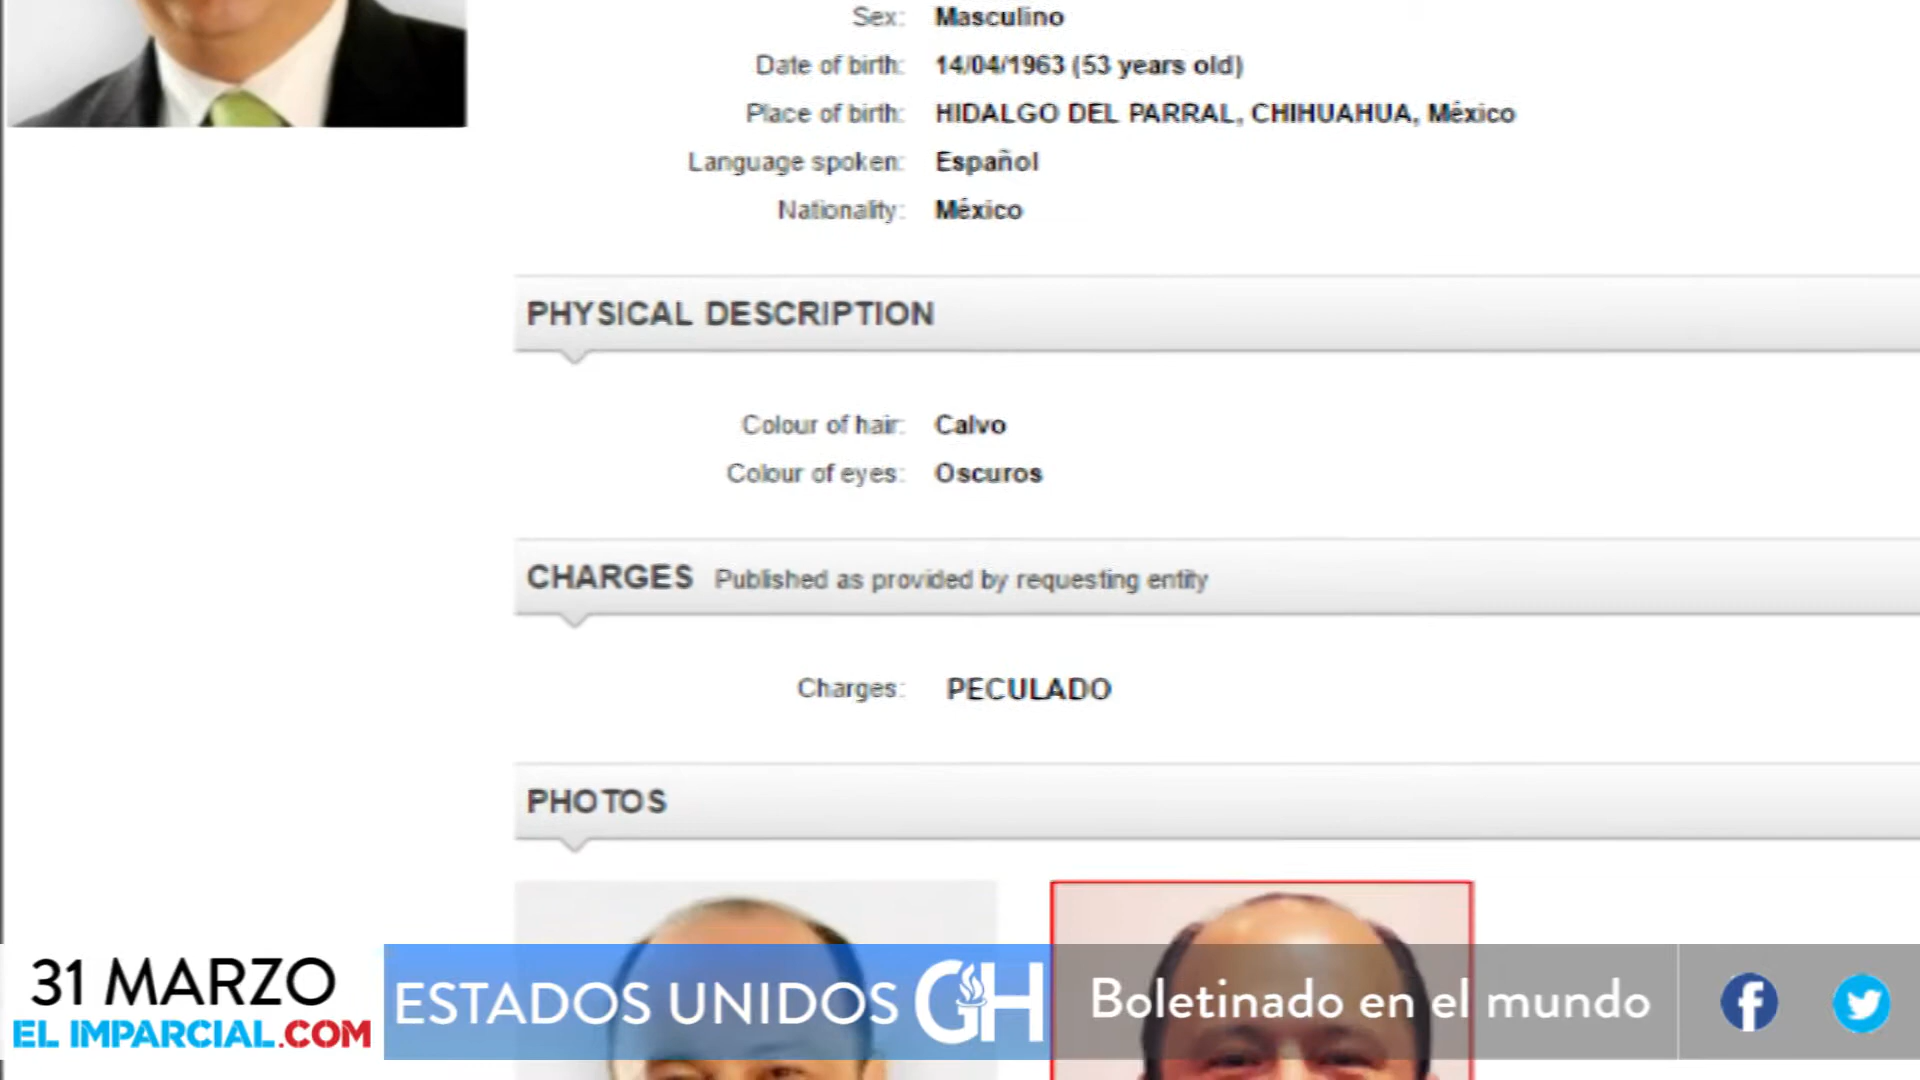 Sex: Masculino
Date of birth: 14/04/1963 (53 years old)
Place of birth: HIDALGO DEL PARRAL, CHIHUAHUA, México
Language spoken: Español
Nationality: México
PHYSICAL DESCRIPTION
Colour of hair: Calvo
Colour of eyes: Oscuros
CHARGES Published as provided by requesting entity
Charges: PECULADO
PHOTOS
31 MARZO
EL IMPARCIAL.COM
ESTADOS UNIDOS GH
Boletinado en el mundo